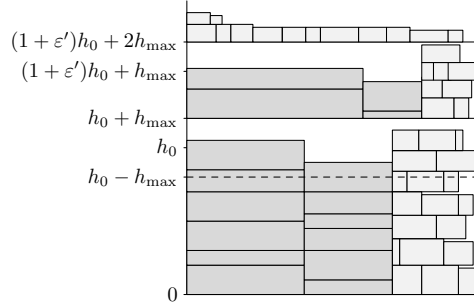 (1 + ε′)h₀ + 2hₘₐₓ
(1 + ε′)h₀ + hₘₐₓ
h₀ + hₘₐₓ
h₀
h₀ − hₘₐₓ
0